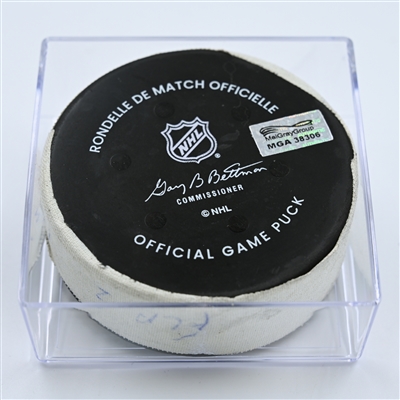 RONDELLE DE MATCH OFFICIELLE
NHL
MeiGrayGroup
MGA 38306
Gary B Bettman
COMMISSIONER
© NHL
OFFICIAL GAME PUCK